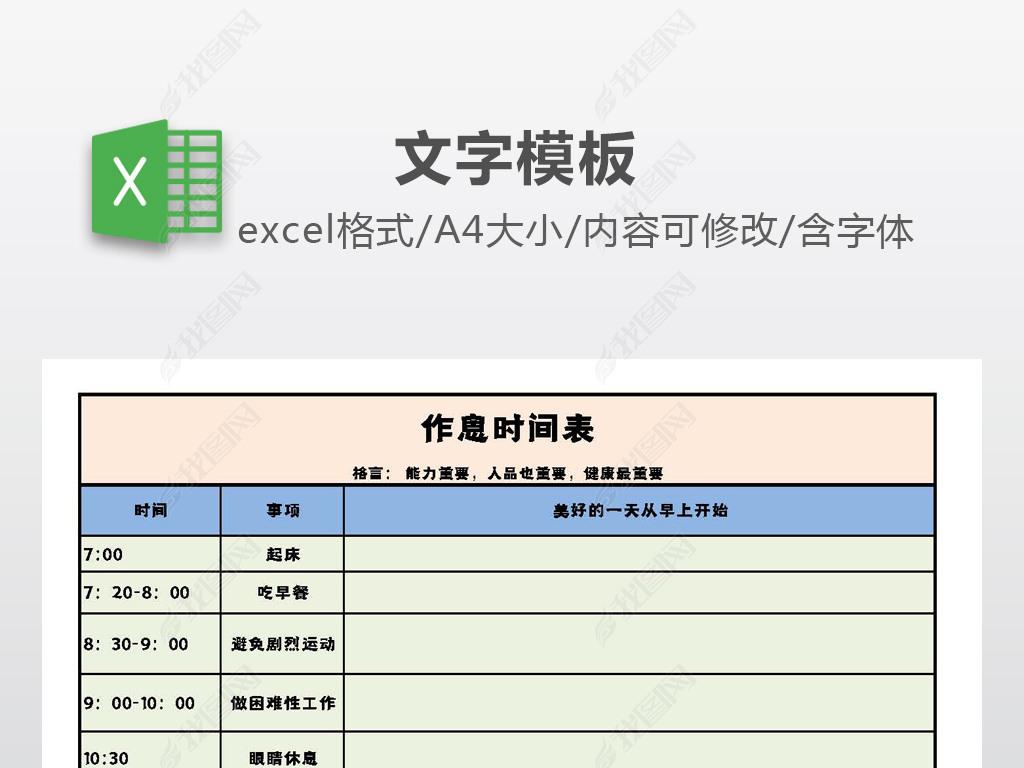 文字模板
X
excel格式/A4大小/内容可修改/含字体
作息时间表
格言： 能力重要，人品也重要，健康最重要
时间 事项 美好的一天从早上开始
7:00 起床
7：20-8：00 吃早餐
8：30-9：00 避免剧烈运动
9：00-10：00 做困难性工作
10:30 眼睛休息
我图网